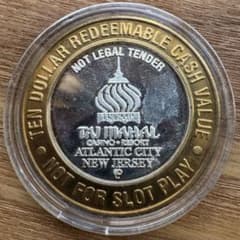 TEN DOLLAR REDEEMABLE CASH VALUE
NOT LEGAL TENDER
TAJ MAHAL
CASINO • RESORT
ATLANTIC CITY
NEW JERSEY
• NOT FOR SLOT PLAY •